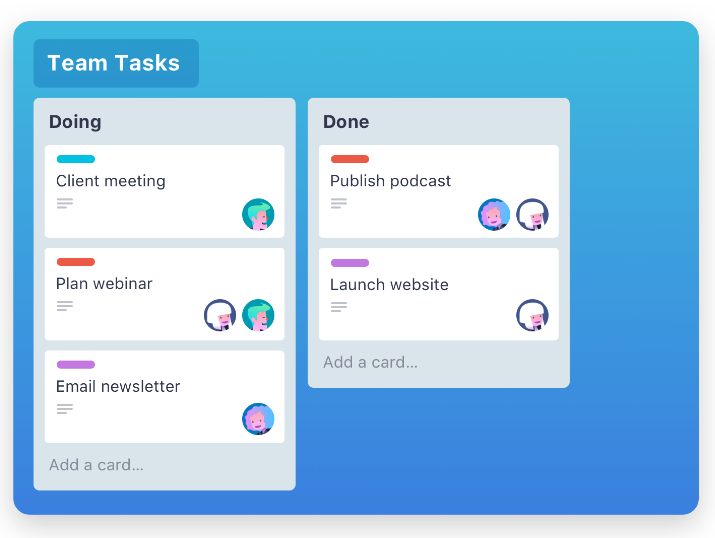 Team Tasks
Doing
Client meeting
Plan webinar
Email newsletter
Add a card...
Done
Publish podcast
Launch website
Add a card...